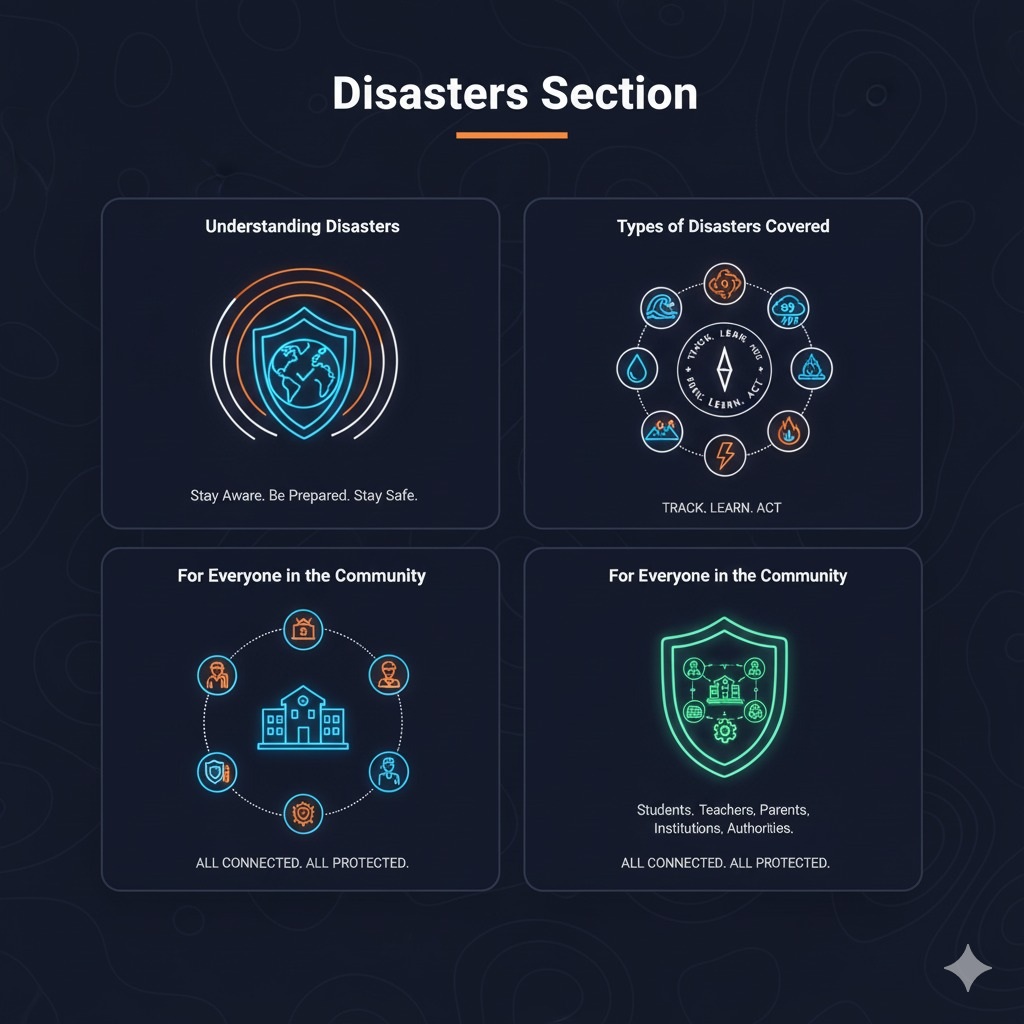 Disasters Section
Understanding Disasters
Stay Aware. Be Prepared. Stay Safe.
Types of Disasters Covered
LEARN. ACT
TRACK. LEARN. ACT
For Everyone in the Community
ALL CONNECTED. ALL PROTECTED.
For Everyone in the Community
Students. Teachers, Parents,
Institutions, Authorities.
ALL CONNECTED. ALL PROTECTED.